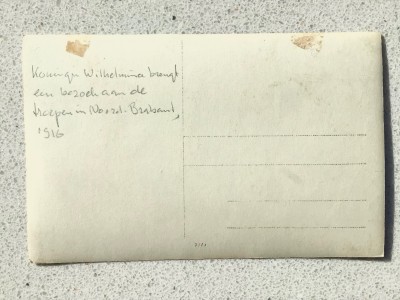 Koningin Wilhelmina brengt
een bezoek aan de
troepen in Noord-Brabant,
1916